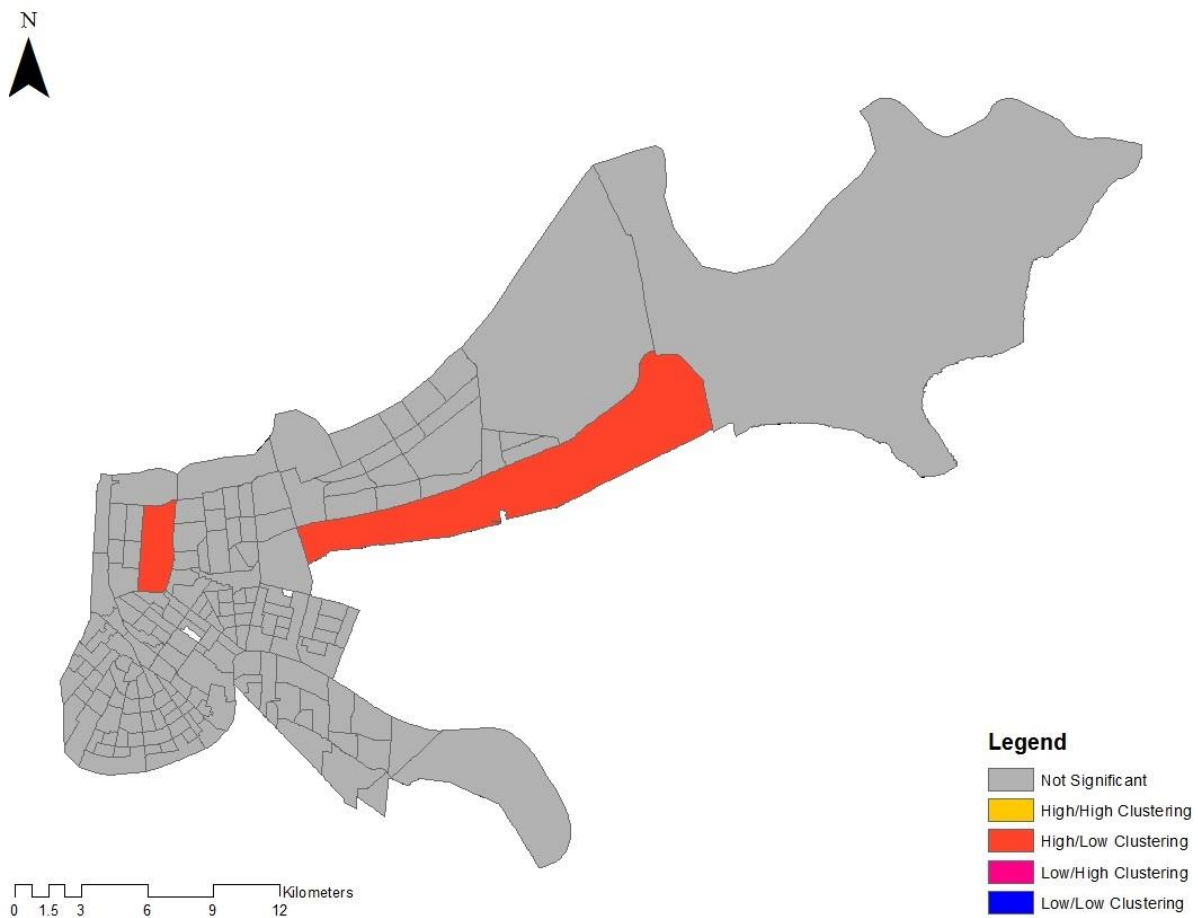 N
Legend
Not Significant
High/High Clustering
High/Low Clustering
Low/High Clustering
Low/Low Clustering
Kilometers
0 1.5 3 6 9 12